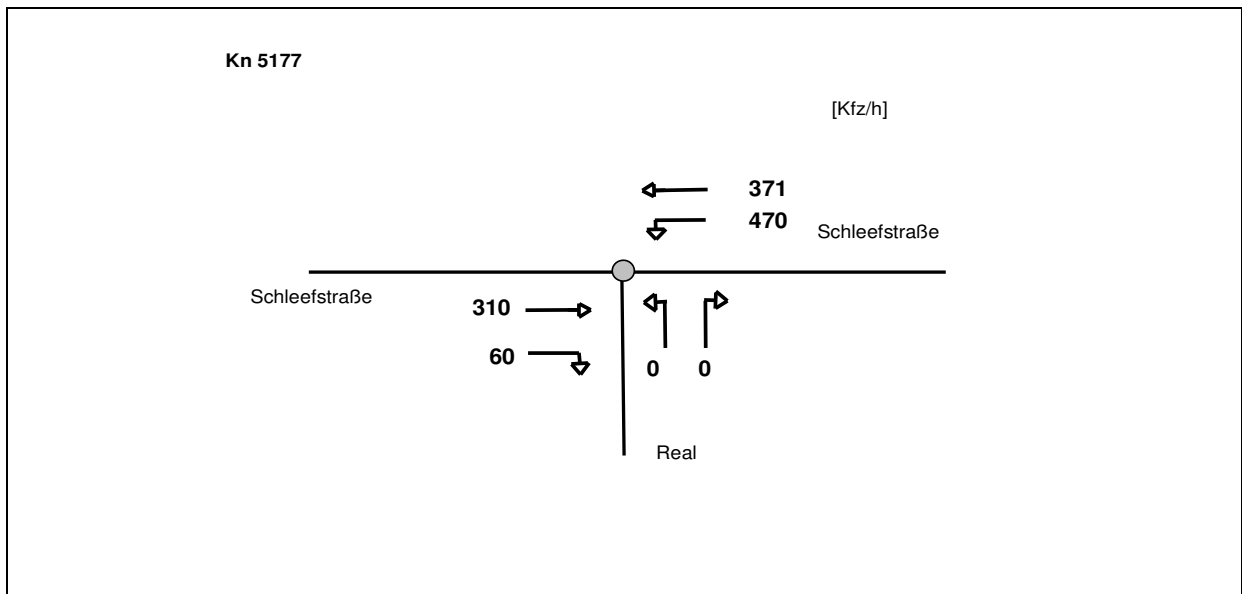 Kn 5177
[Kfz/h]
371
470
Schleefstraße
Schleefstraße
310
60
0 0
Real